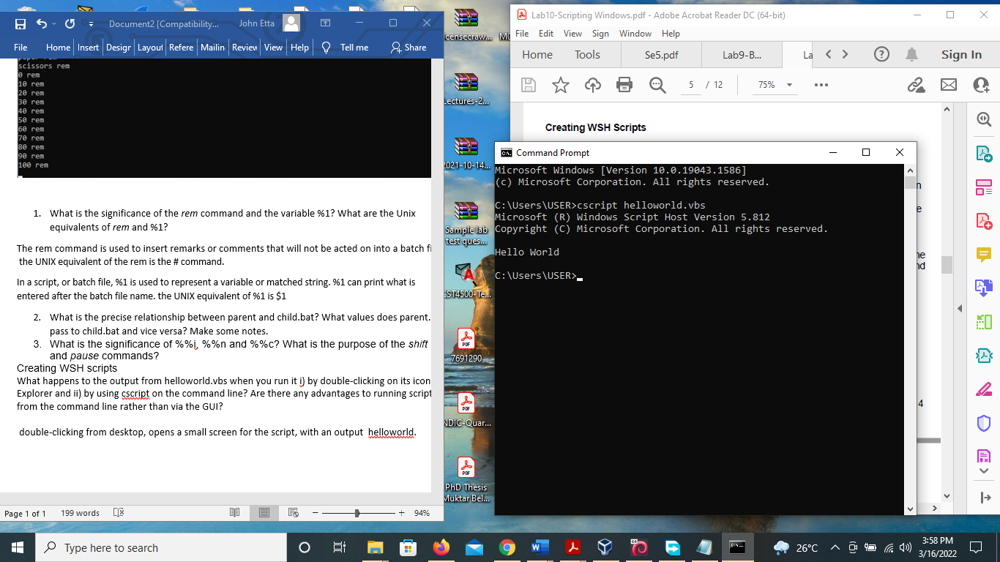 Document2 [Compatibility...
John Etta
File Home Insert Desigr Layout Refere Mailin Review View Help Tell me Share
scissors rem
0 rem
10 rem
20 rem
30 rem
40 rem
50 rem
60 rem
70 rem
80 rem
90 rem
100 rem
1. What is the significance of the rem command and the variable %1? What are the Unix
equivalents of rem and %1?
The rem command is used to insert remarks or comments that will not be acted on into a batch fi
the UNIX equivalent of the rem is the # command.
In a script, or batch file, %1 is used to represent a variable or matched string. %1 can print what is
entered after the batch file name. the UNIX equivalent of %1 is $1
2. What is the precise relationship between parent and child.bat? What values does parent.
pass to child.bat and vice versa? Make some notes.
3. What is the significance of %%i, %%n and %%c? What is the purpose of the shift
and pause commands?
Creating WSH scripts
What happens to the output from helloworld.vbs when you run it i) by double-clicking on its icon
Explorer and ii) by using cscript on the command line? Are there any advantages to running script
from the command line rather than via the GUI?
double-clicking from desktop, opens a small screen for the script, with an output helloworld.
Page 1 of 1 199 words
94%
censecraw...
Lectures-2...
2021-10-14...
Sample lab
test ques...
CST4500-Te...
7691290
NDIC-Quar...
PhD Thesis
Muktar Bel...
Lab10-Scripting Windows.pdf - Adobe Acrobat Reader DC (64-bit)
File Edit View Sign Window Help
Home Tools Se5.pdf Lab9-B... La Sign In
5 / 12 75%
Creating WSH Scripts
Command Prompt
Microsoft Windows [Version 10.0.19043.1586]
(c) Microsoft Corporation. All rights reserved.
C:\Users\USER>cscript helloworld.vbs
Microsoft (R) Windows Script Host Version 5.812
Copyright (C) Microsoft Corporation. All rights reserved.
Hello World
C:\Users\USER>
4
Type here to search
26°C
3:58 PM
3/16/2022